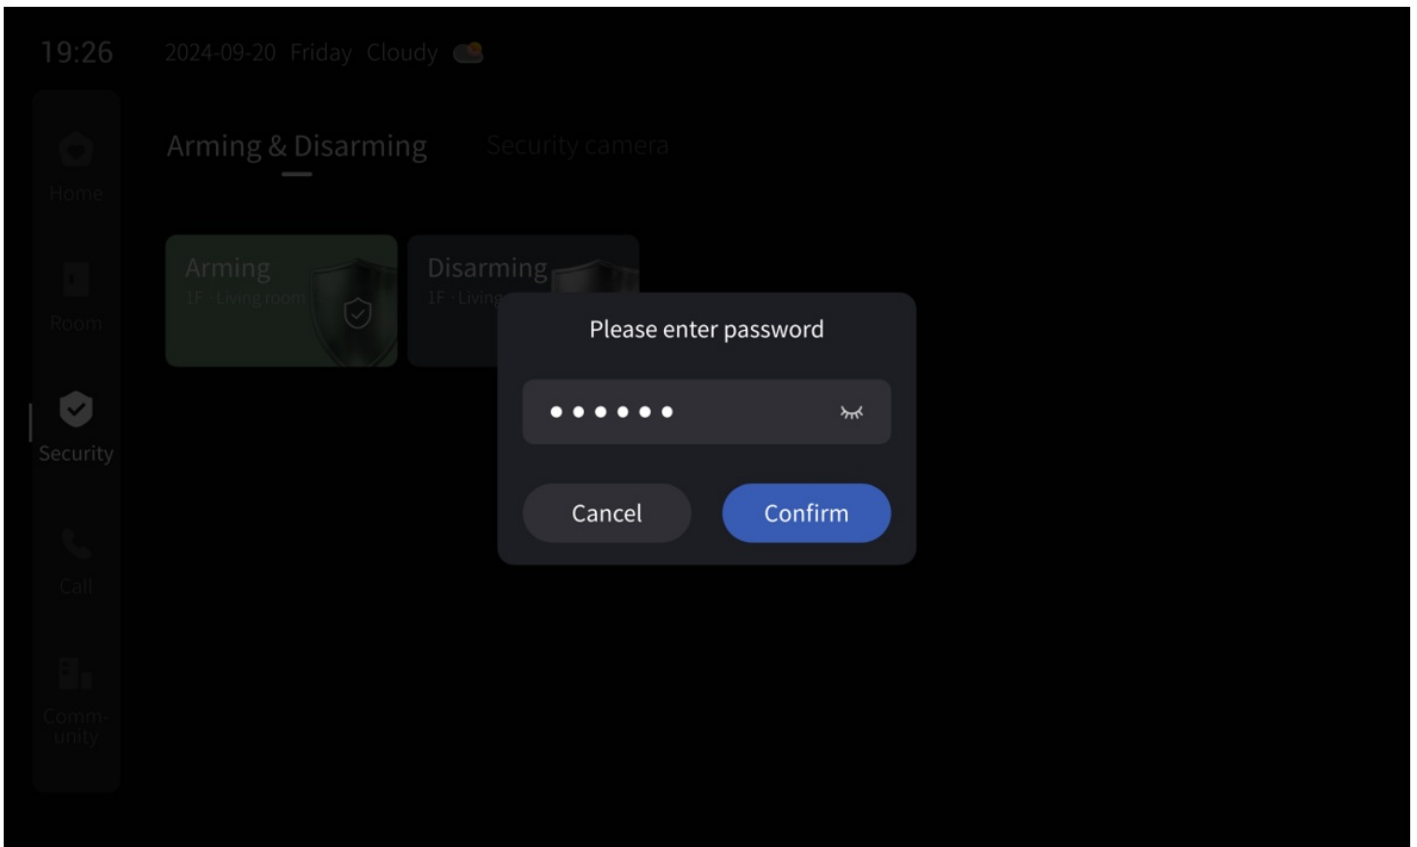 19:26
2024-09-20 Friday Cloudy
Home
Room
Security
Call
Comm-
unity
Arming & Disarming
Security camera
Arming
1F · Living room
Disarming
1F · Living
Please enter password
Cancel
Confirm